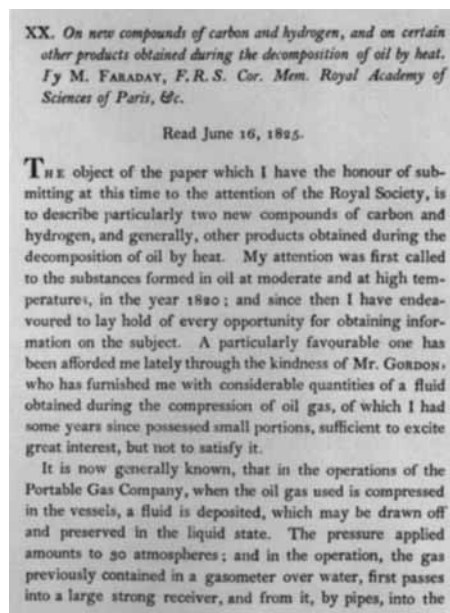 XX. On new compounds of carbon and hydrogen, and on certain
other products obtained during the decomposition of oil by heat.
By M. FARADAY, F. R. S. Cor. Mem. Royal Academy of
Sciences of Paris, &c.
Read June 16, 1825.
THE object of the paper which I have the honour of sub-
mitting at this time to the attention of the Royal Society, is
to describe particularly two new compounds of carbon and
hydrogen, and generally, other products obtained during the
decomposition of oil by heat. My attention was first called
to the substances formed in oil at moderate and at high tem-
peratures, in the year 1820; and since then I have endea-
voured to lay hold of every opportunity for obtaining infor-
mation on the subject. A particularly favourable one has
been afforded me lately through the kindness of Mr. GORDON,
who has furnished me with considerable quantities of a fluid
obtained during the compression of oil gas, of which I had
some years since possessed small portions, sufficient to excite
great interest, but not to satisfy it.
It is now generally known, that in the operations of the
Portable Gas Company, when the oil gas used is compressed
in the vessels, a fluid is deposited, which may be drawn off
and preserved in the liquid state. The pressure applied
amounts to 30 atmospheres; and in the operation, the gas
previously contained in a gasometer over water, first passes
into a large strong receiver, and from it, by pipes, into the